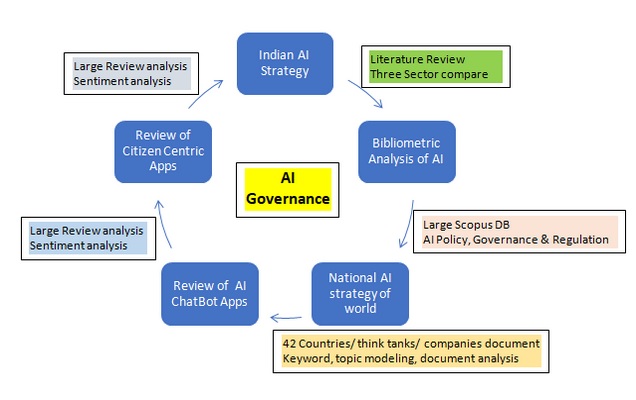 Indian AI
Strategy
Literature Review
Three Sector compare
Bibliometric
Analysis of AI
Large Scopus DB
AI Policy, Governance & Regulation
National AI
strategy of
world
42 Countries/ think tanks/ companies document
Keyword, topic modeling, document analysis
Review of  AI
ChatBot Apps
Large Review analysis
Sentiment analysis
Review of
Citizen Centric
Apps
Large Review analysis
Sentiment analysis
AI
Governance